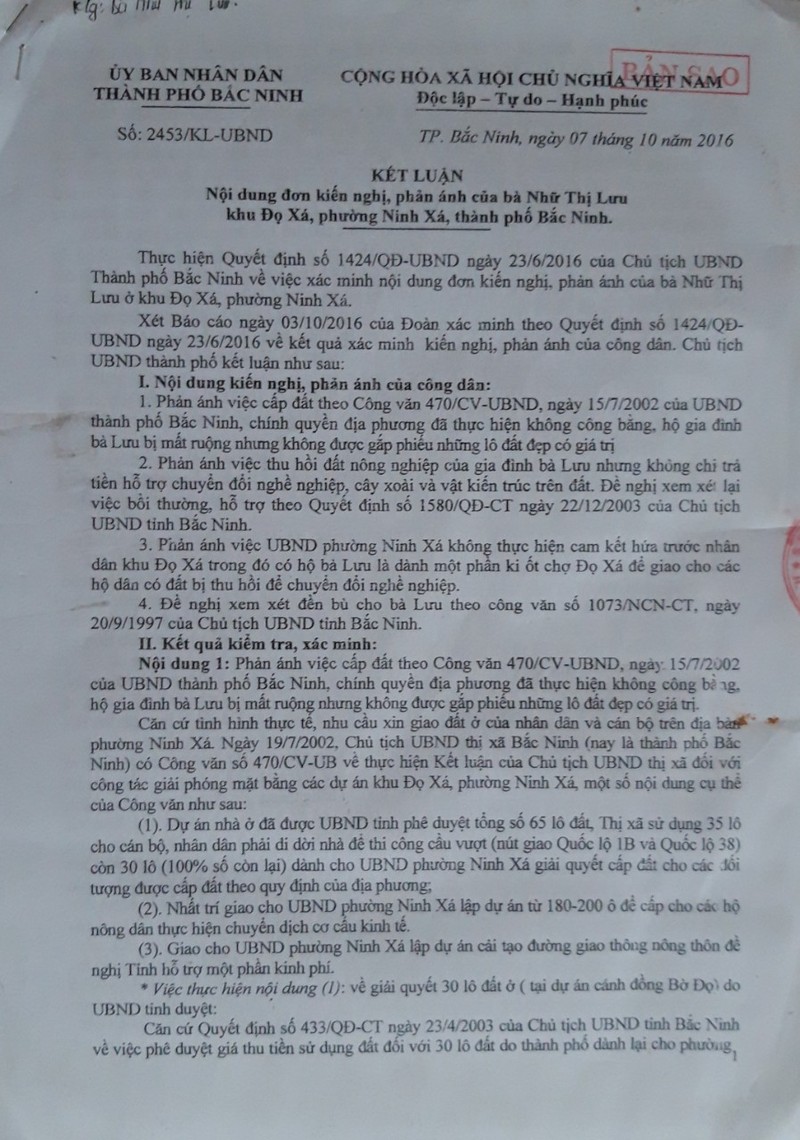 Kg: Bà Nhữ Thị Lưu.
BẢN SAO
ỦY BAN NHÂN DÂN
THÀNH PHỐ BẮC NINH
CỘNG HÒA XÃ HỘI CHỦ NGHĨA VIỆT NAM
Độc lập – Tự do – Hạnh phúc
Số: 2453/KL-UBND
TP. Bắc Ninh, ngày 07 tháng 10 năm 2016
KẾT LUẬN
Nội dung đơn kiến nghị, phản ánh của bà Nhữ Thị Lưu
khu Đọ Xá, phường Ninh Xá, thành phố Bắc Ninh.
Thực hiện Quyết định số 1424/QĐ-UBND ngày 23/6/2016 của Chủ tịch UBND
Thành phố Bắc Ninh về việc xác minh nội dung đơn kiến nghị, phản ánh của bà Nhữ Thị
Lưu ở khu Đọ Xá, phường Ninh Xá.
Xét Báo cáo ngày 03/10/2016 của Đoàn xác minh theo Quyết định số 1424/QĐ-
UBND ngày 23/6/2016 về kết quả xác minh kiến nghị, phản ánh của công dân. Chủ tịch
UBND thành phố kết luận như sau:
I. Nội dung kiến nghị, phản ánh của công dân:
1. Phản ánh việc cấp đất theo Công văn 470/CV-UBND, ngày 15/7/2002 của UBND
thành phố Bắc Ninh, chính quyền địa phương đã thực hiện không công bằng, hộ gia đình
bà Lưu bị mất ruộng nhưng không được gắp phiếu những lô đất đẹp có giá trị
2. Phản ánh việc thu hồi đất nông nghiệp của gia đình bà Lưu nhưng không chi trả
tiền hỗ trợ chuyển đổi nghề nghiệp, cây xoài và vật kiến trúc trên đất. Đề nghị xem xét lại
việc bồi thường, hỗ trợ theo Quyết định số 1580/QĐ-CT ngày 22/12/2003 của Chủ tịch
UBND tỉnh Bắc Ninh.
3. Phản ánh việc UBND phường Ninh Xá không thực hiện cam kết hứa trước nhân
dân khu Đọ Xá trong đó có hộ bà Lưu là dành một phần ki ốt chợ Đọ Xá để giao cho các
hộ dân có đất bị thu hồi để chuyển đổi nghề nghiệp.
4. Đề nghị xem xét đền bù cho bà Lưu theo công văn số 1073/NCN-CT, ngày
20/9/1997 của Chủ tịch UBND tỉnh Bắc Ninh.
II. Kết quả kiểm tra, xác minh:
Nội dung 1: Phản ánh việc cấp đất theo Công văn 470/CV-UBND, ngày 15/7/2002
của UBND thành phố Bắc Ninh, chính quyền địa phương đã thực hiện không công bằng,
hộ gia đình bà Lưu bị mất ruộng nhưng không được gắp phiếu những lô đất đẹp có giá trị.
Căn cứ tình hình thực tế, nhu cầu xin giao đất ở của nhân dân và cán bộ trên địa bàn
phường Ninh Xá. Ngày 19/7/2002, Chủ tịch UBND thị xã Bắc Ninh (nay là thành phố Bắc
Ninh) có Công văn số 470/CV-UB về thực hiện Kết luận của Chủ tịch UBND thị xã đối với
công tác giải phóng mặt bằng các dự án khu Đọ Xá, phường Ninh Xá, một số nội dung cụ thể
của Công văn như sau:
(1). Dự án nhà ở đã được UBND tỉnh phê duyệt tổng số 65 lô đất, Thị xã sử dụng 35 lô
cho cán bộ, nhân dân phải di dời nhà để thi công cầu vượt (nút giao Quốc lộ 1B và Quốc lộ 38)
còn 30 lô (100% số còn lại) dành cho UBND phường Ninh Xá giải quyết cấp đất cho các đối
tượng được cấp đất theo quy định của địa phương;
(2). Nhất trí giao cho UBND phường Ninh Xá lập dự án từ 180-200 ô để cấp cho các hộ
nông dân thực hiện chuyển dịch cơ cấu kinh tế.
(3). Giao cho UBND phường Ninh Xá lập dự án cải tạo đường giao thông nông thôn đề
nghị Tỉnh hỗ trợ một phần kinh phí.
* Việc thực hiện nội dung (1): về giải quyết 30 lô đất ở ( tại dự án cánh đồng Bờ Đọ) do
UBND tỉnh duyệt:
Căn cứ Quyết định số 433/QĐ-CT ngày 23/4/2003 của Chủ tịch UBND tỉnh Bắc Ninh
về việc phê duyệt giá thu tiền sử dụng đất đối với 30 lô đất do thành phố dành lại cho phường
1